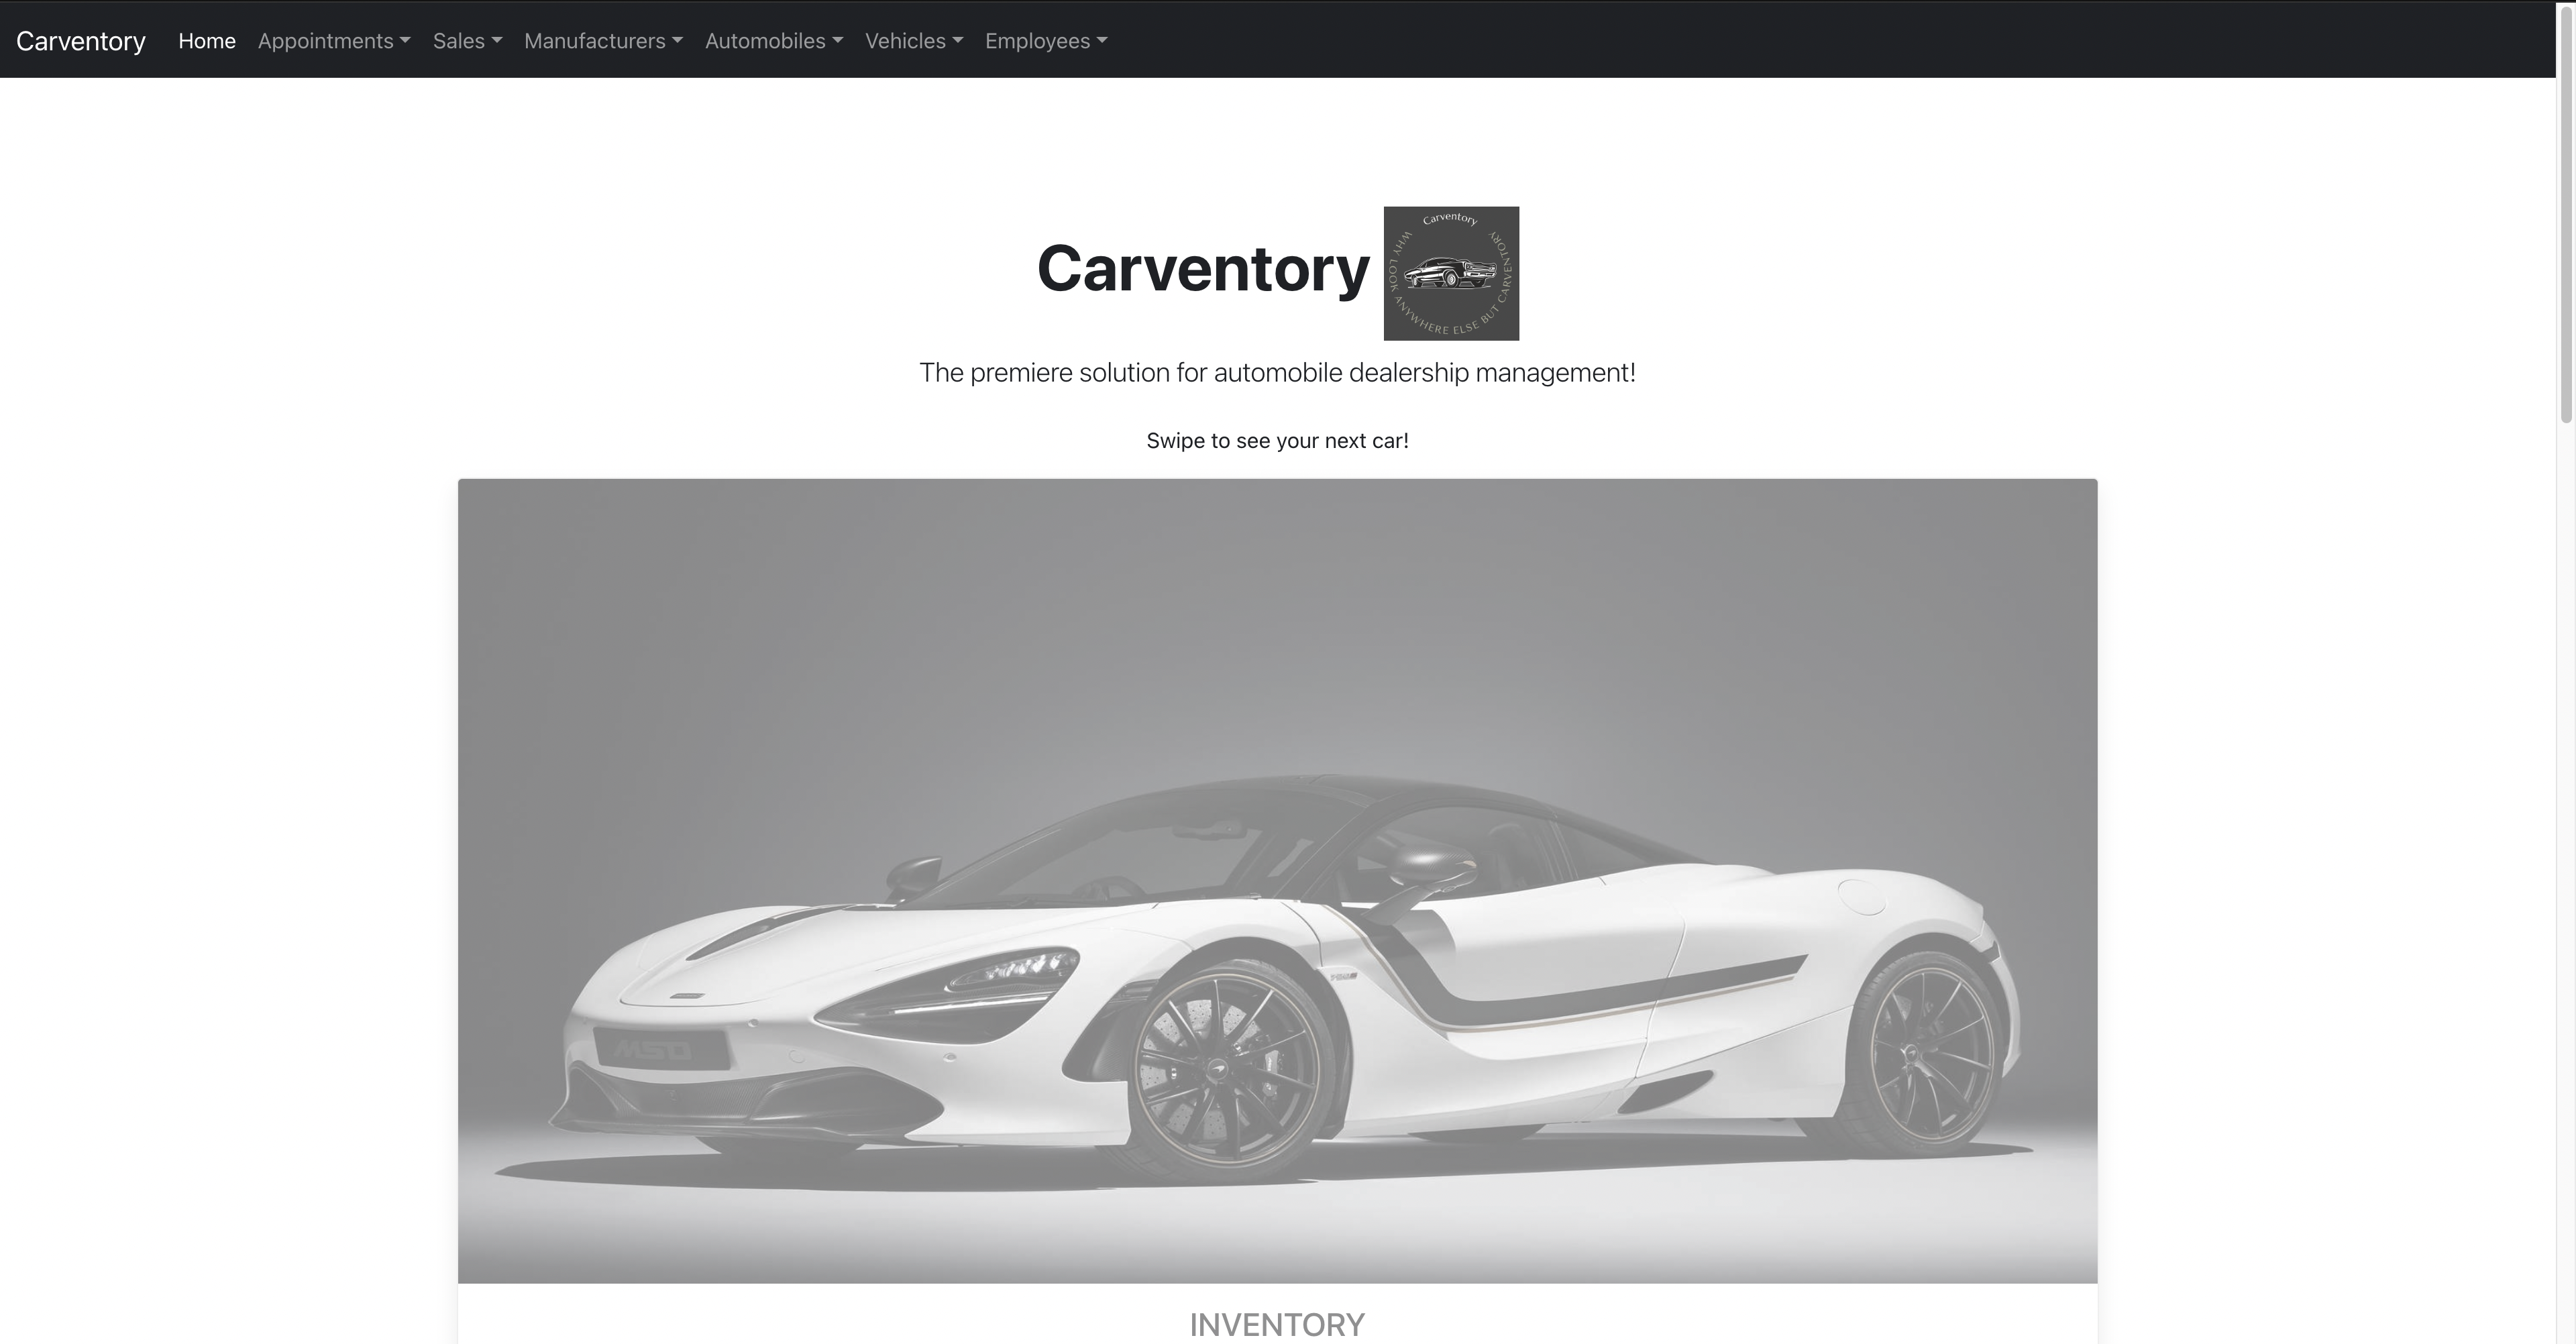 Carventory Home Appointments Sales Manufacturers Automobiles Vehicles Employees
Carventory
Carventory
WHY LOOK ANYWHERE ELSE BUT CARVENTORY
The premiere solution for automobile dealership management!
Swipe to see your next car!
MSO
INVENTORY